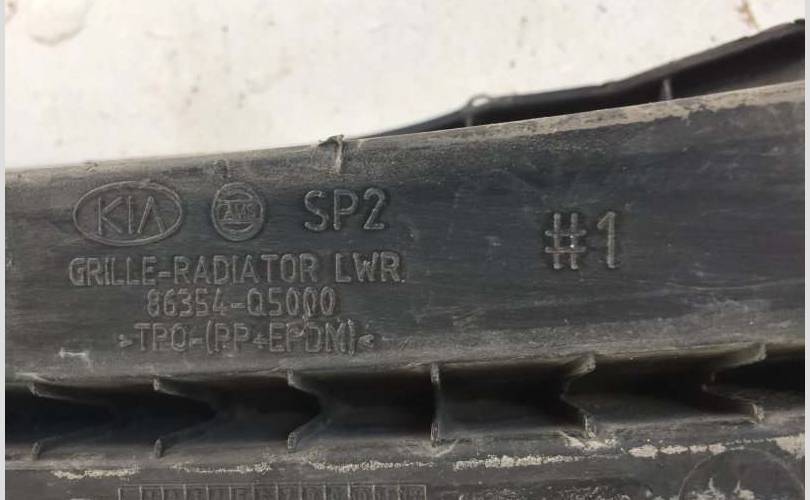 KIA SP2 #1
GRILLE-RADIATOR LWR.
86354-Q5000
>TPO-(PP+EPDM)<